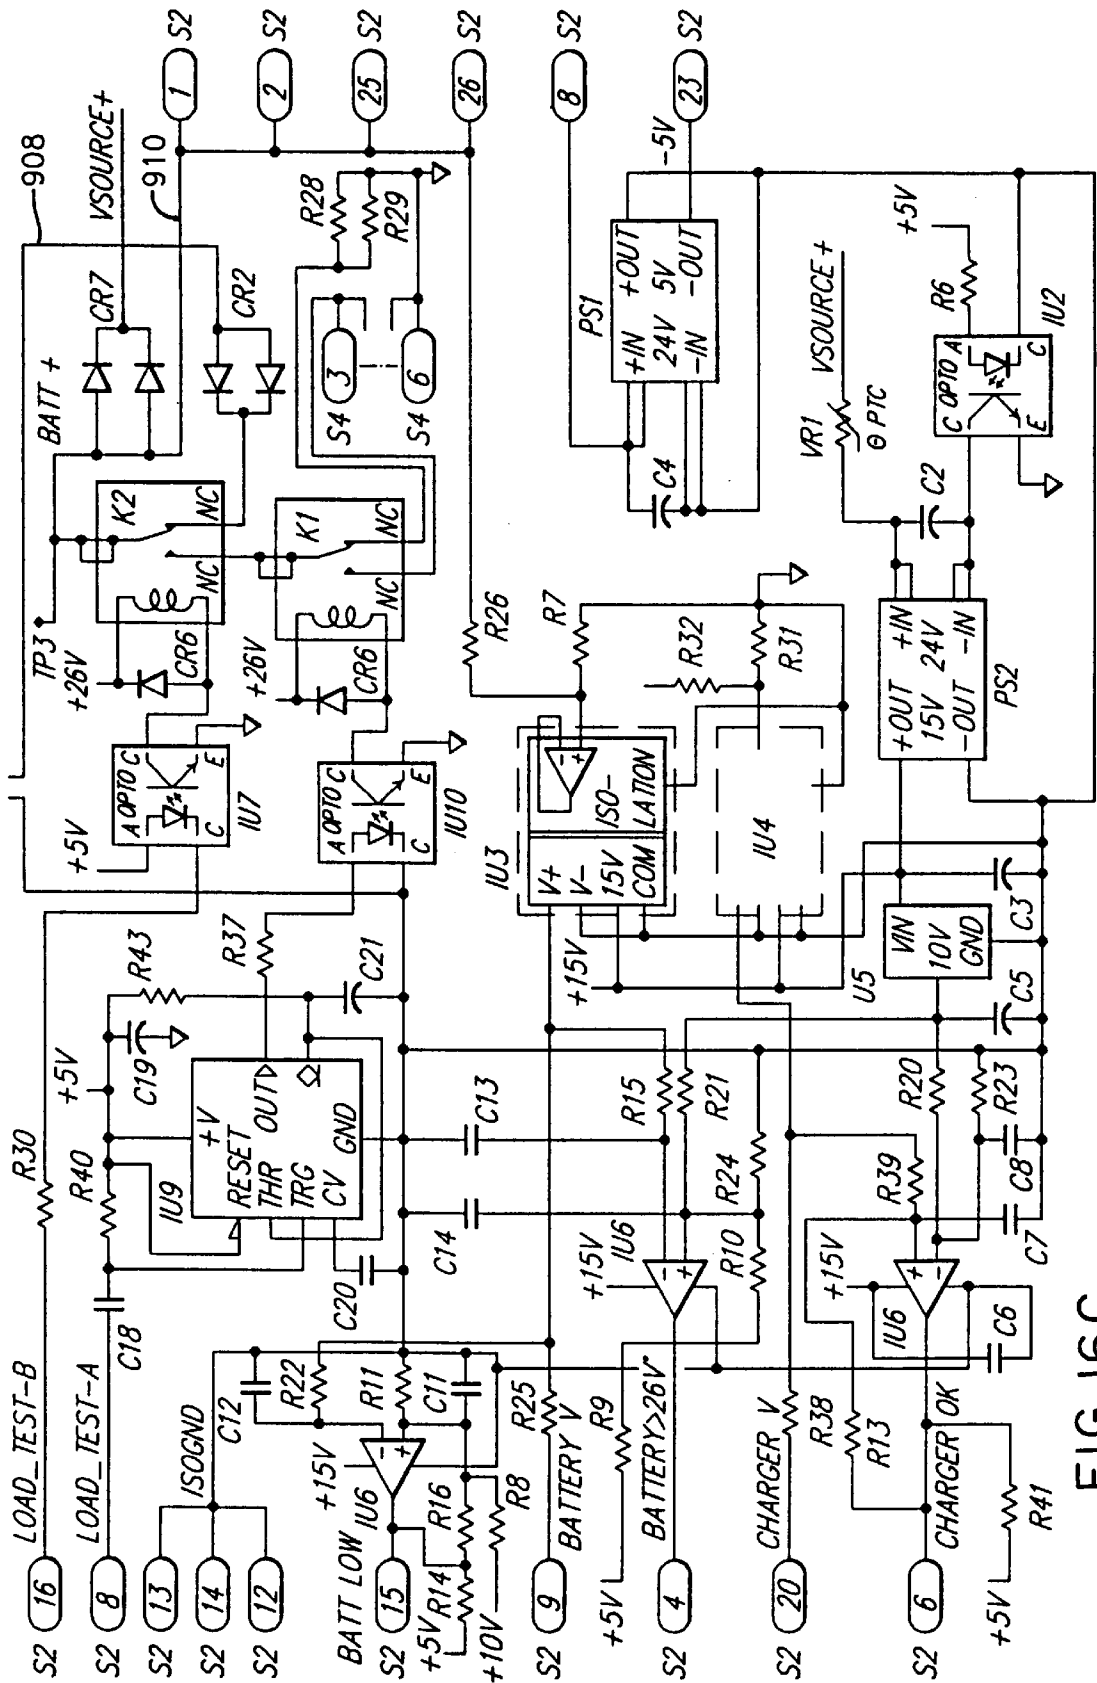 S2 16 LOAD_TEST-B R30
S2 8 LOAD_TEST-A C18 R40
S2 13
S2 14 ISOGND
S2 12
BATT LOW
S2 15
+5V
R14
R16
+10V
R8
+15V
IU6
C12
R22
R11
C11
S2 9 BATTERY V
R25
+5V
R9
S2 4 BATTERY>26V
S2 20 CHARGER V
R38
R13
S2 6 CHARGER OK
+5V
R41
+5V
C19
R43
IU9
+V
RESET
OUT
THR
TRG
CV
GND
C20
C21
R37
C14
C13
+15V
IU6
R15
R21
R24
R10
+15V
IU6
C6
R39
C7
C8
R20
R23
C5
C3
U5
VIN
10V
GND
+5V
A OPTO C
C E
IU7
A OPTO C
C E
IU10
TP3
+26V
CR6
K2
NC
NC
+26V
CR6
K1
NC
NC
BATT +
CR7
CR2
VSOURCE+
908
910
S4 3
S4 6
R28
R29
1 S2
2 S2
25 S2
26 S2
8 S2
23 S2
R26
R7
IU3
V+
V-
15V
COM
ISO-
LATION
+
-
+15V
IU4
R32
R31
PS1
+IN +OUT
24V 5V
-IN -OUT
-5V
C4
VR1
θ PTC
VSOURCE+
+OUT +IN
15V 24V
-OUT -IN
PS2
C2
+5V
R6
C OPTO A
E C
IU2
FIG. 16C